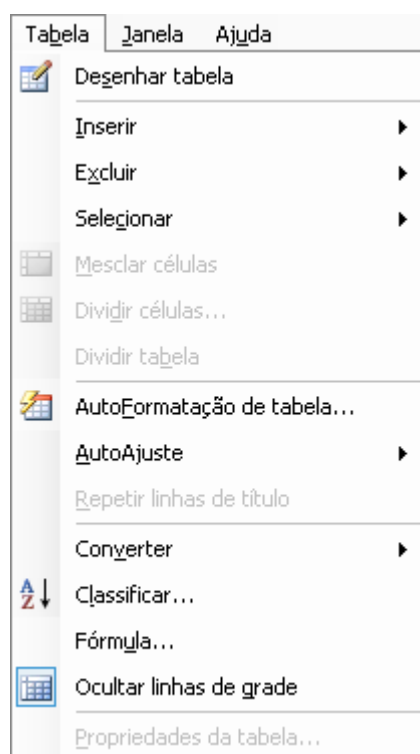 Tabela Janela Ajuda
Desenhar tabela
Inserir
Excluir
Selecionar
Mesclar células
Dividir células...
Dividir tabela
AutoFormatação de tabela...
AutoAjuste
Repetir linhas de título
Converter
AZ Classificar...
Fórmula...
Ocultar linhas de grade
Propriedades da tabela...